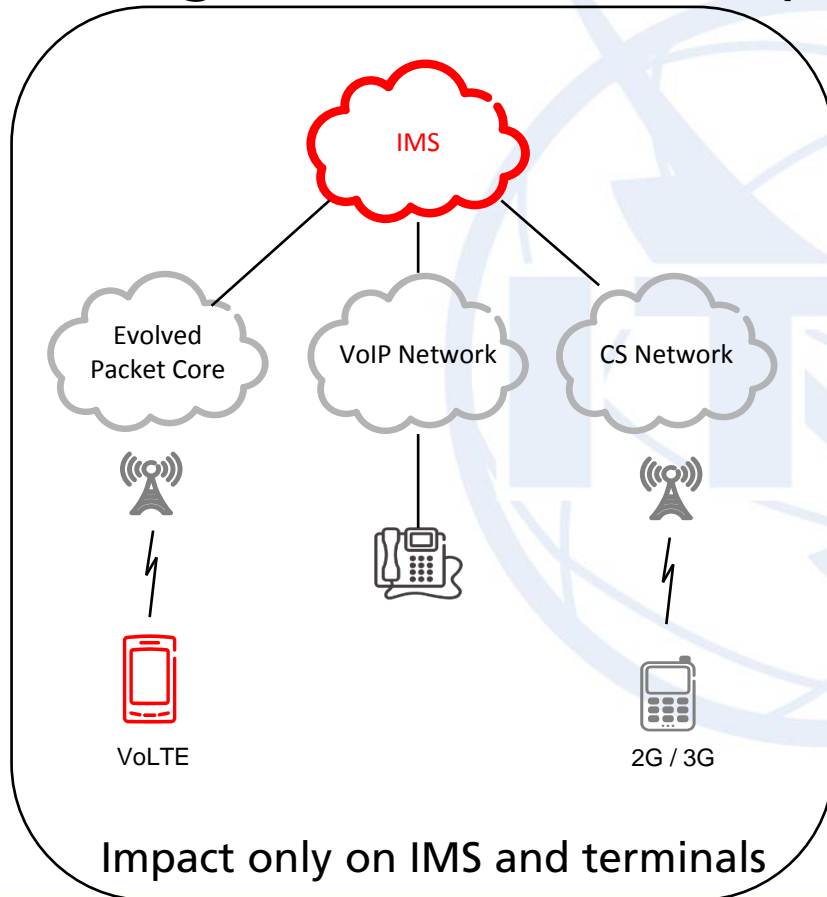 IMS
Evolved
Packet Core
VoIP Network
CS Network
VoLTE
2G / 3G
Impact only on IMS and terminals